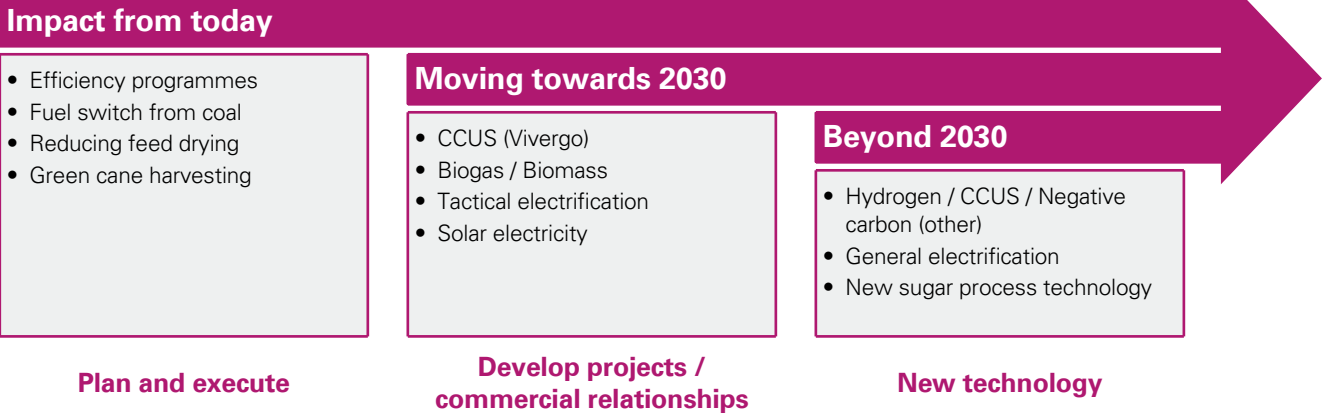 Impact from today
• Efficiency programmes
• Fuel switch from coal
• Reducing feed drying
• Green cane harvesting
Plan and execute
Moving towards 2030
• CCUS (Vivergo)
• Biogas / Biomass
• Tactical electrification
• Solar electricity
Develop projects /
commercial relationships
Beyond 2030
• Hydrogen / CCUS / Negative
carbon (other)
• General electrification
• New sugar process technology
New technology